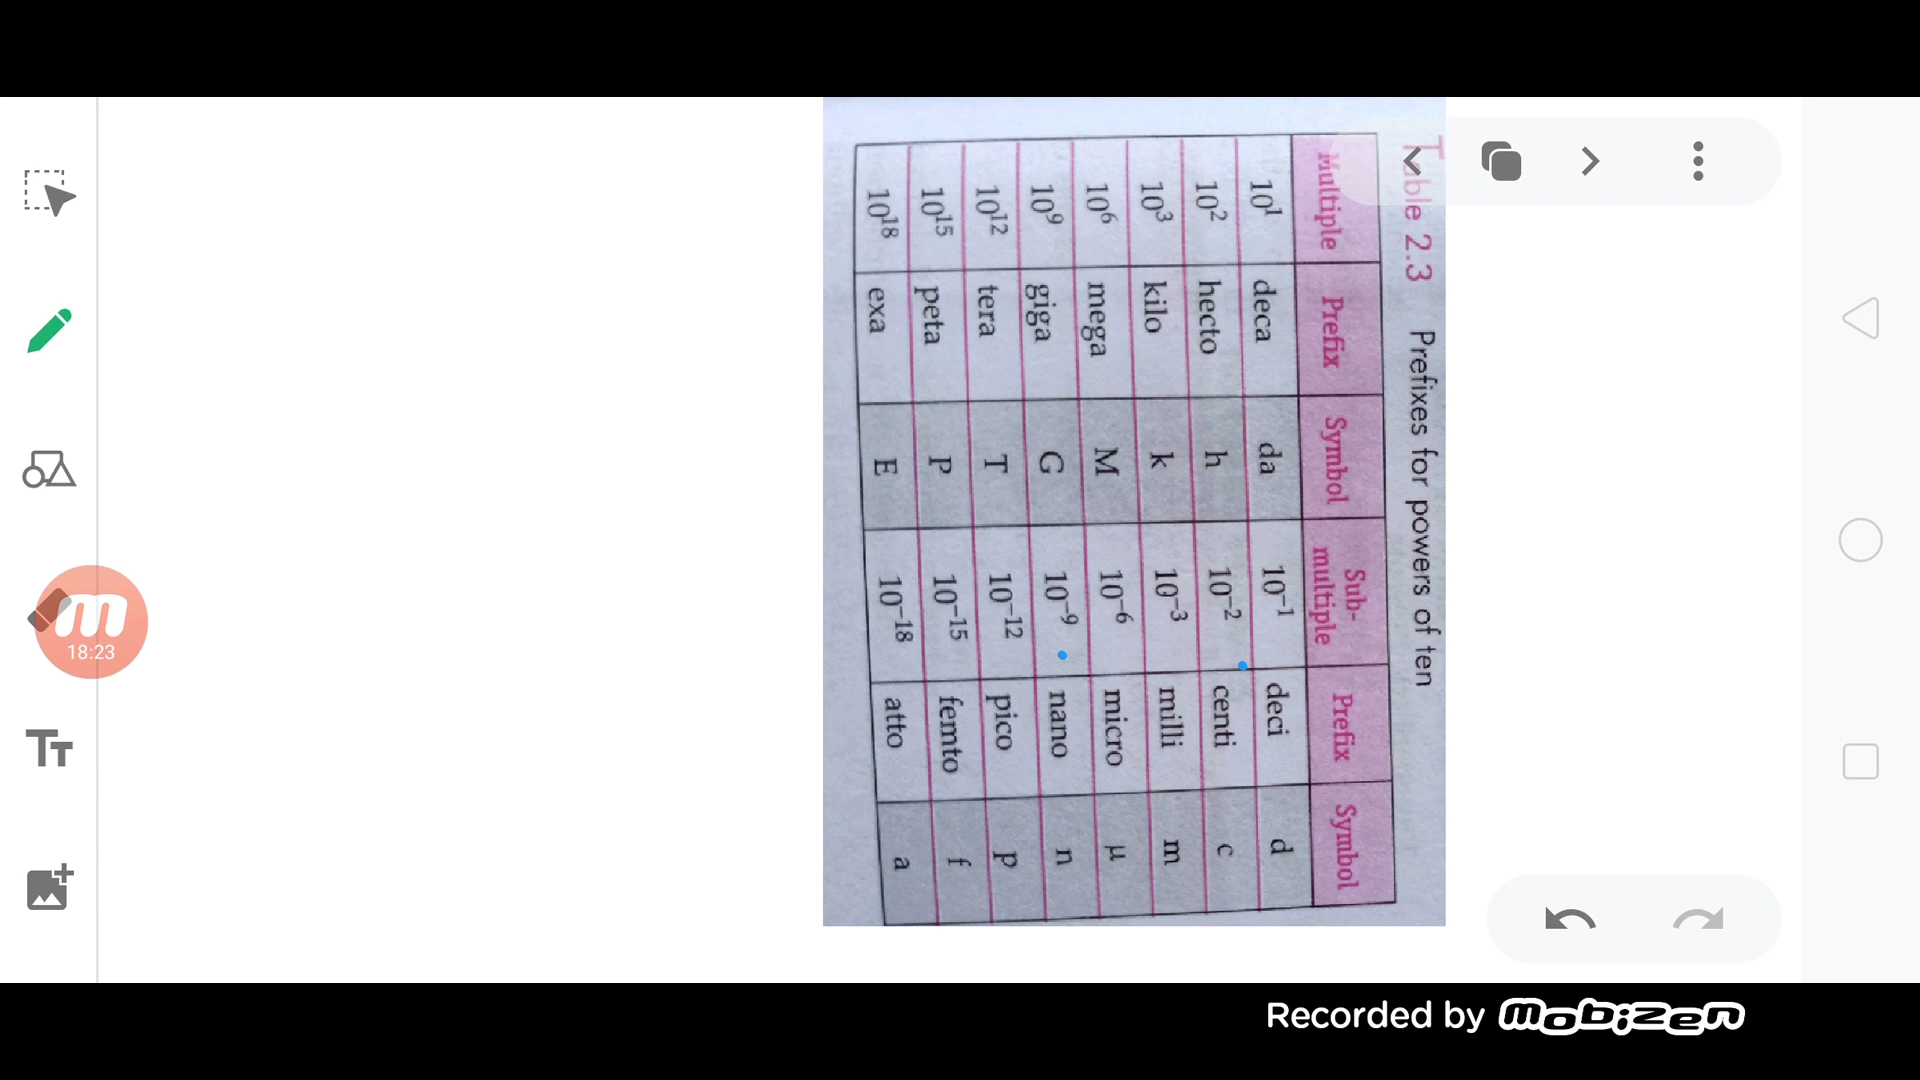 Table 2.3 Prefixes for powers of ten
Multiple Prefix Symbol Sub-multiple Prefix Symbol
10¹ deca da 10⁻¹ deci d
10² hecto h 10⁻² centi c
10³ kilo k 10⁻³ milli m
10⁶ mega M 10⁻⁶ micro μ
10⁹ giga G 10⁻⁹ nano n
10¹² tera T 10⁻¹² pico p
10¹⁵ peta P 10⁻¹⁵ femto f
10¹⁸ exa E 10⁻¹⁸ atto a
18:23
Recorded by mobizen